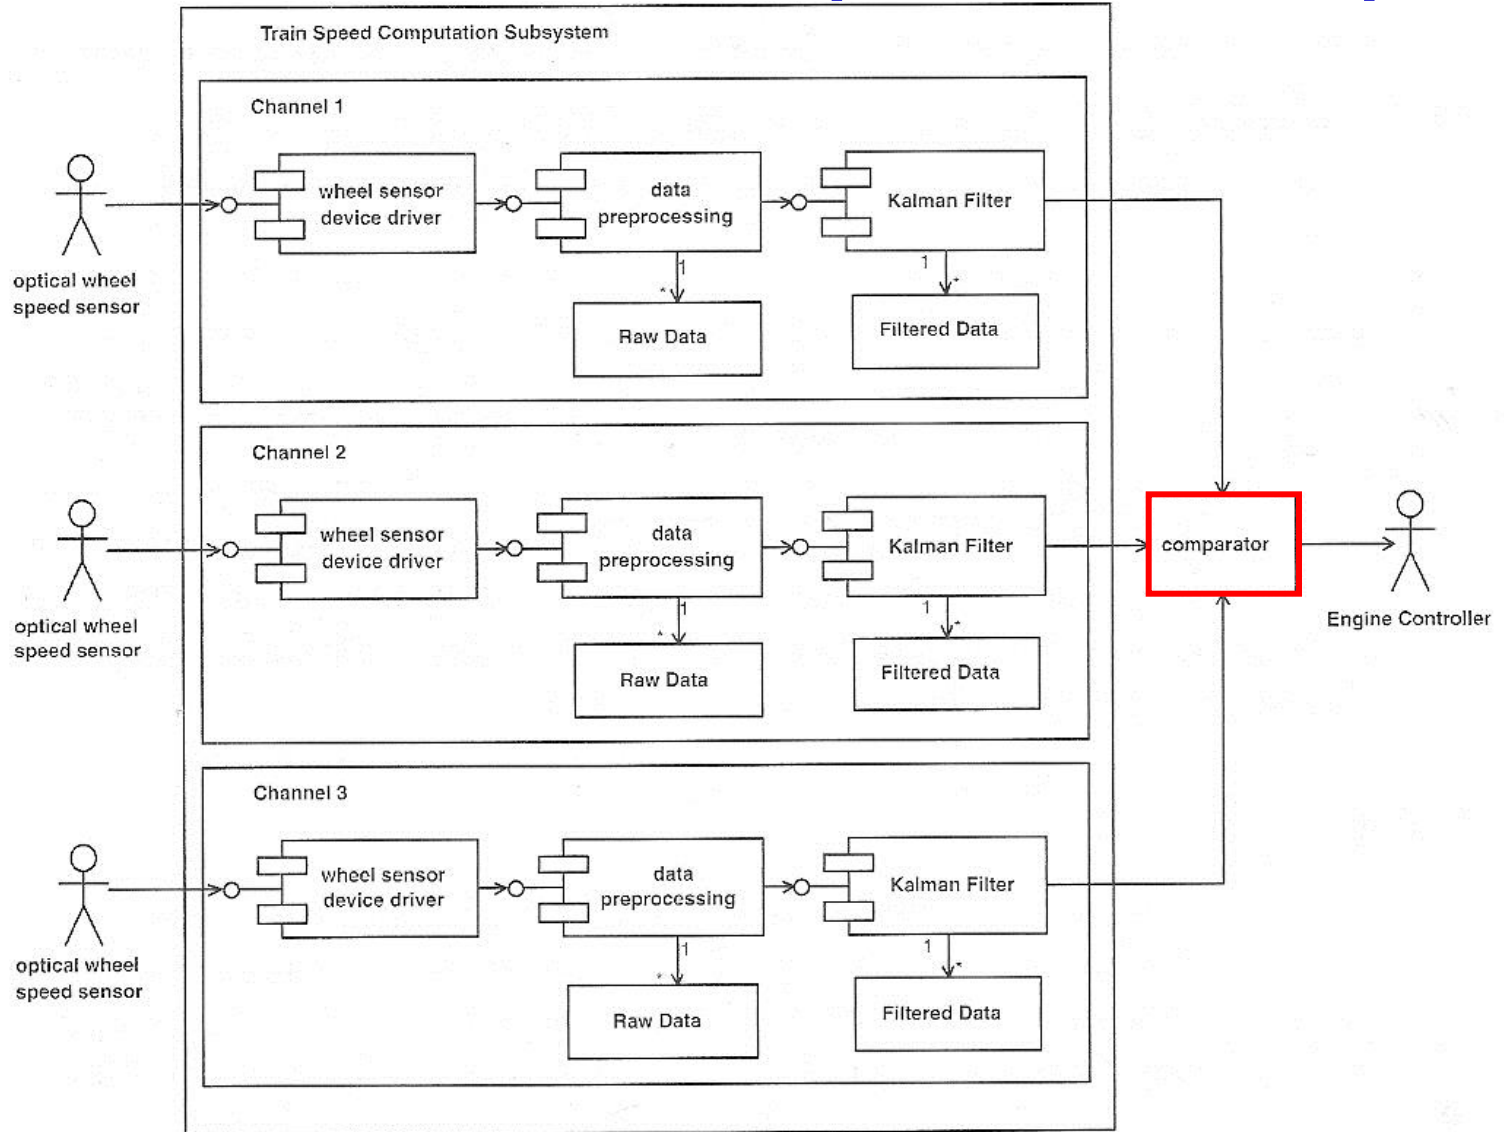 Train Speed Computation Subsystem
Channel 1
wheel sensor
device driver
data
preprocessing
Kalman Filter
optical wheel
speed sensor
1
*
Raw Data
1
*
Filtered Data
Channel 2
wheel sensor
device driver
data
preprocessing
Kalman Filter
comparator
Engine Controller
optical wheel
speed sensor
1
*
Raw Data
1
*
Filtered Data
Channel 3
wheel sensor
device driver
data
preprocessing
Kalman Filter
optical wheel
speed sensor
1
*
Raw Data
1
*
Filtered Data